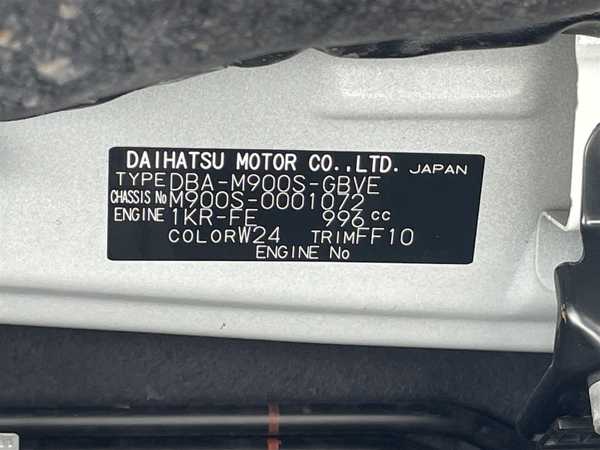 DAIHATSU MOTOR CO.,LTD. JAPAN
TYPE DBA-M900S-GBVE
CHASSIS No M900S-0001072
ENGINE 1KR-FE 996 cc
COLOR W24 TRIM FF10
ENGINE No